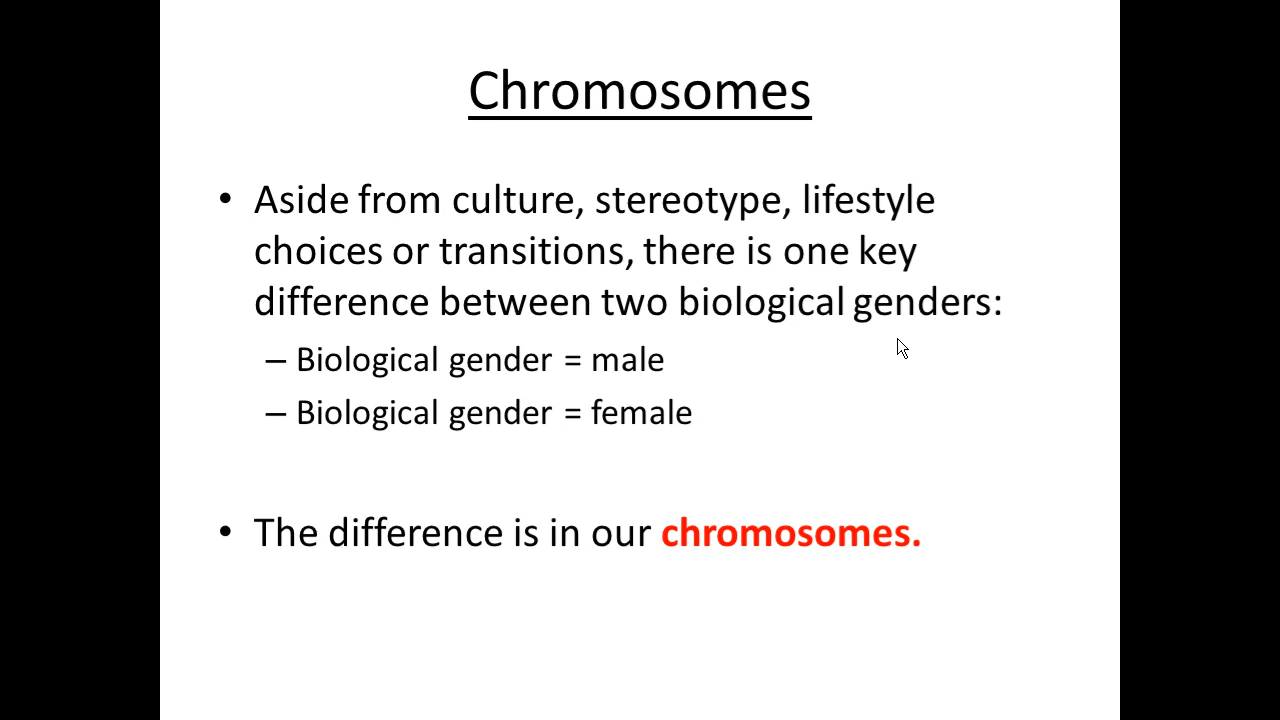 Chromosomes
• Aside from culture, stereotype, lifestyle
choices or transitions, there is one key
difference between two biological genders:
– Biological gender = male
– Biological gender = female
• The difference is in our chromosomes.